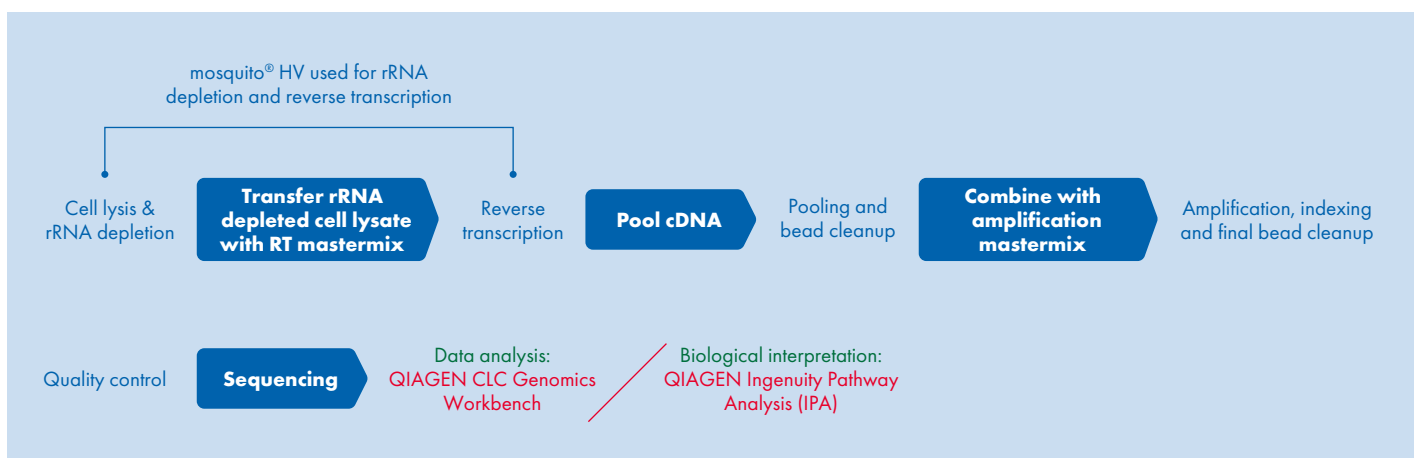 mosquito® HV used for rRNA
depletion and reverse transcription
Cell lysis &
rRNA depletion
Transfer rRNA
depleted cell lysate
with RT mastermix
Reverse
transcription
Pool cDNA
Pooling and
bead cleanup
Combine with
amplification
mastermix
Amplification, indexing
and final bead cleanup
Quality control
Sequencing
Data analysis:
QIAGEN CLC Genomics
Workbench
Biological interpretation:
QIAGEN Ingenuity Pathway
Analysis (IPA)